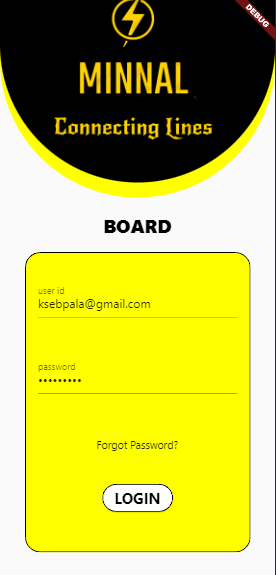 DEBUG
MINNAL
Connecting Lines
BOARD
user id
ksebpala@gmail.com
password
•••••••••
Forgot Password?
LOGIN